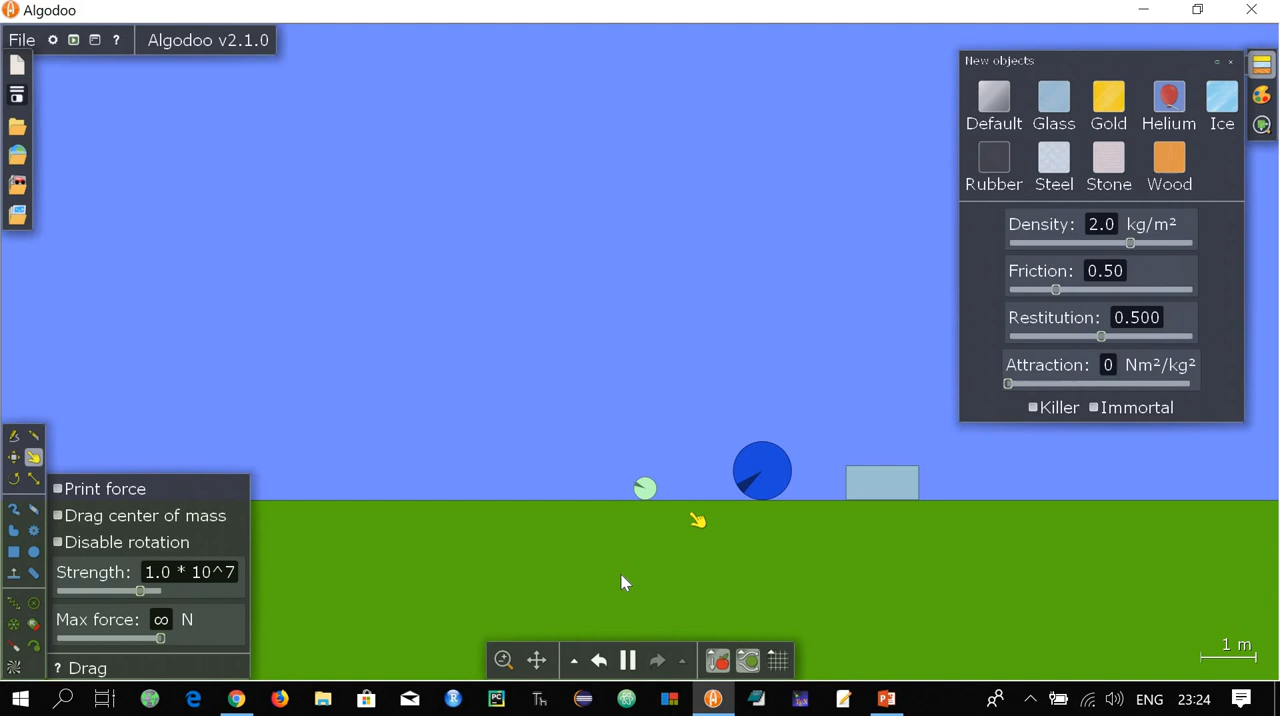 Algodoo
File ? Algodoo v2.1.0
New objects
Default Glass Gold Helium Ice
Rubber Steel Stone Wood
Density: 2.0 kg/m²
Friction: 0.50
Restitution: 0.500
Attraction: 0 Nm²/kg²
Killer Immortal
Print force
Drag center of mass
Disable rotation
Strength: 1.0 * 10^7
Max force: ∞ N
? Drag
1 m
ENG 23:24